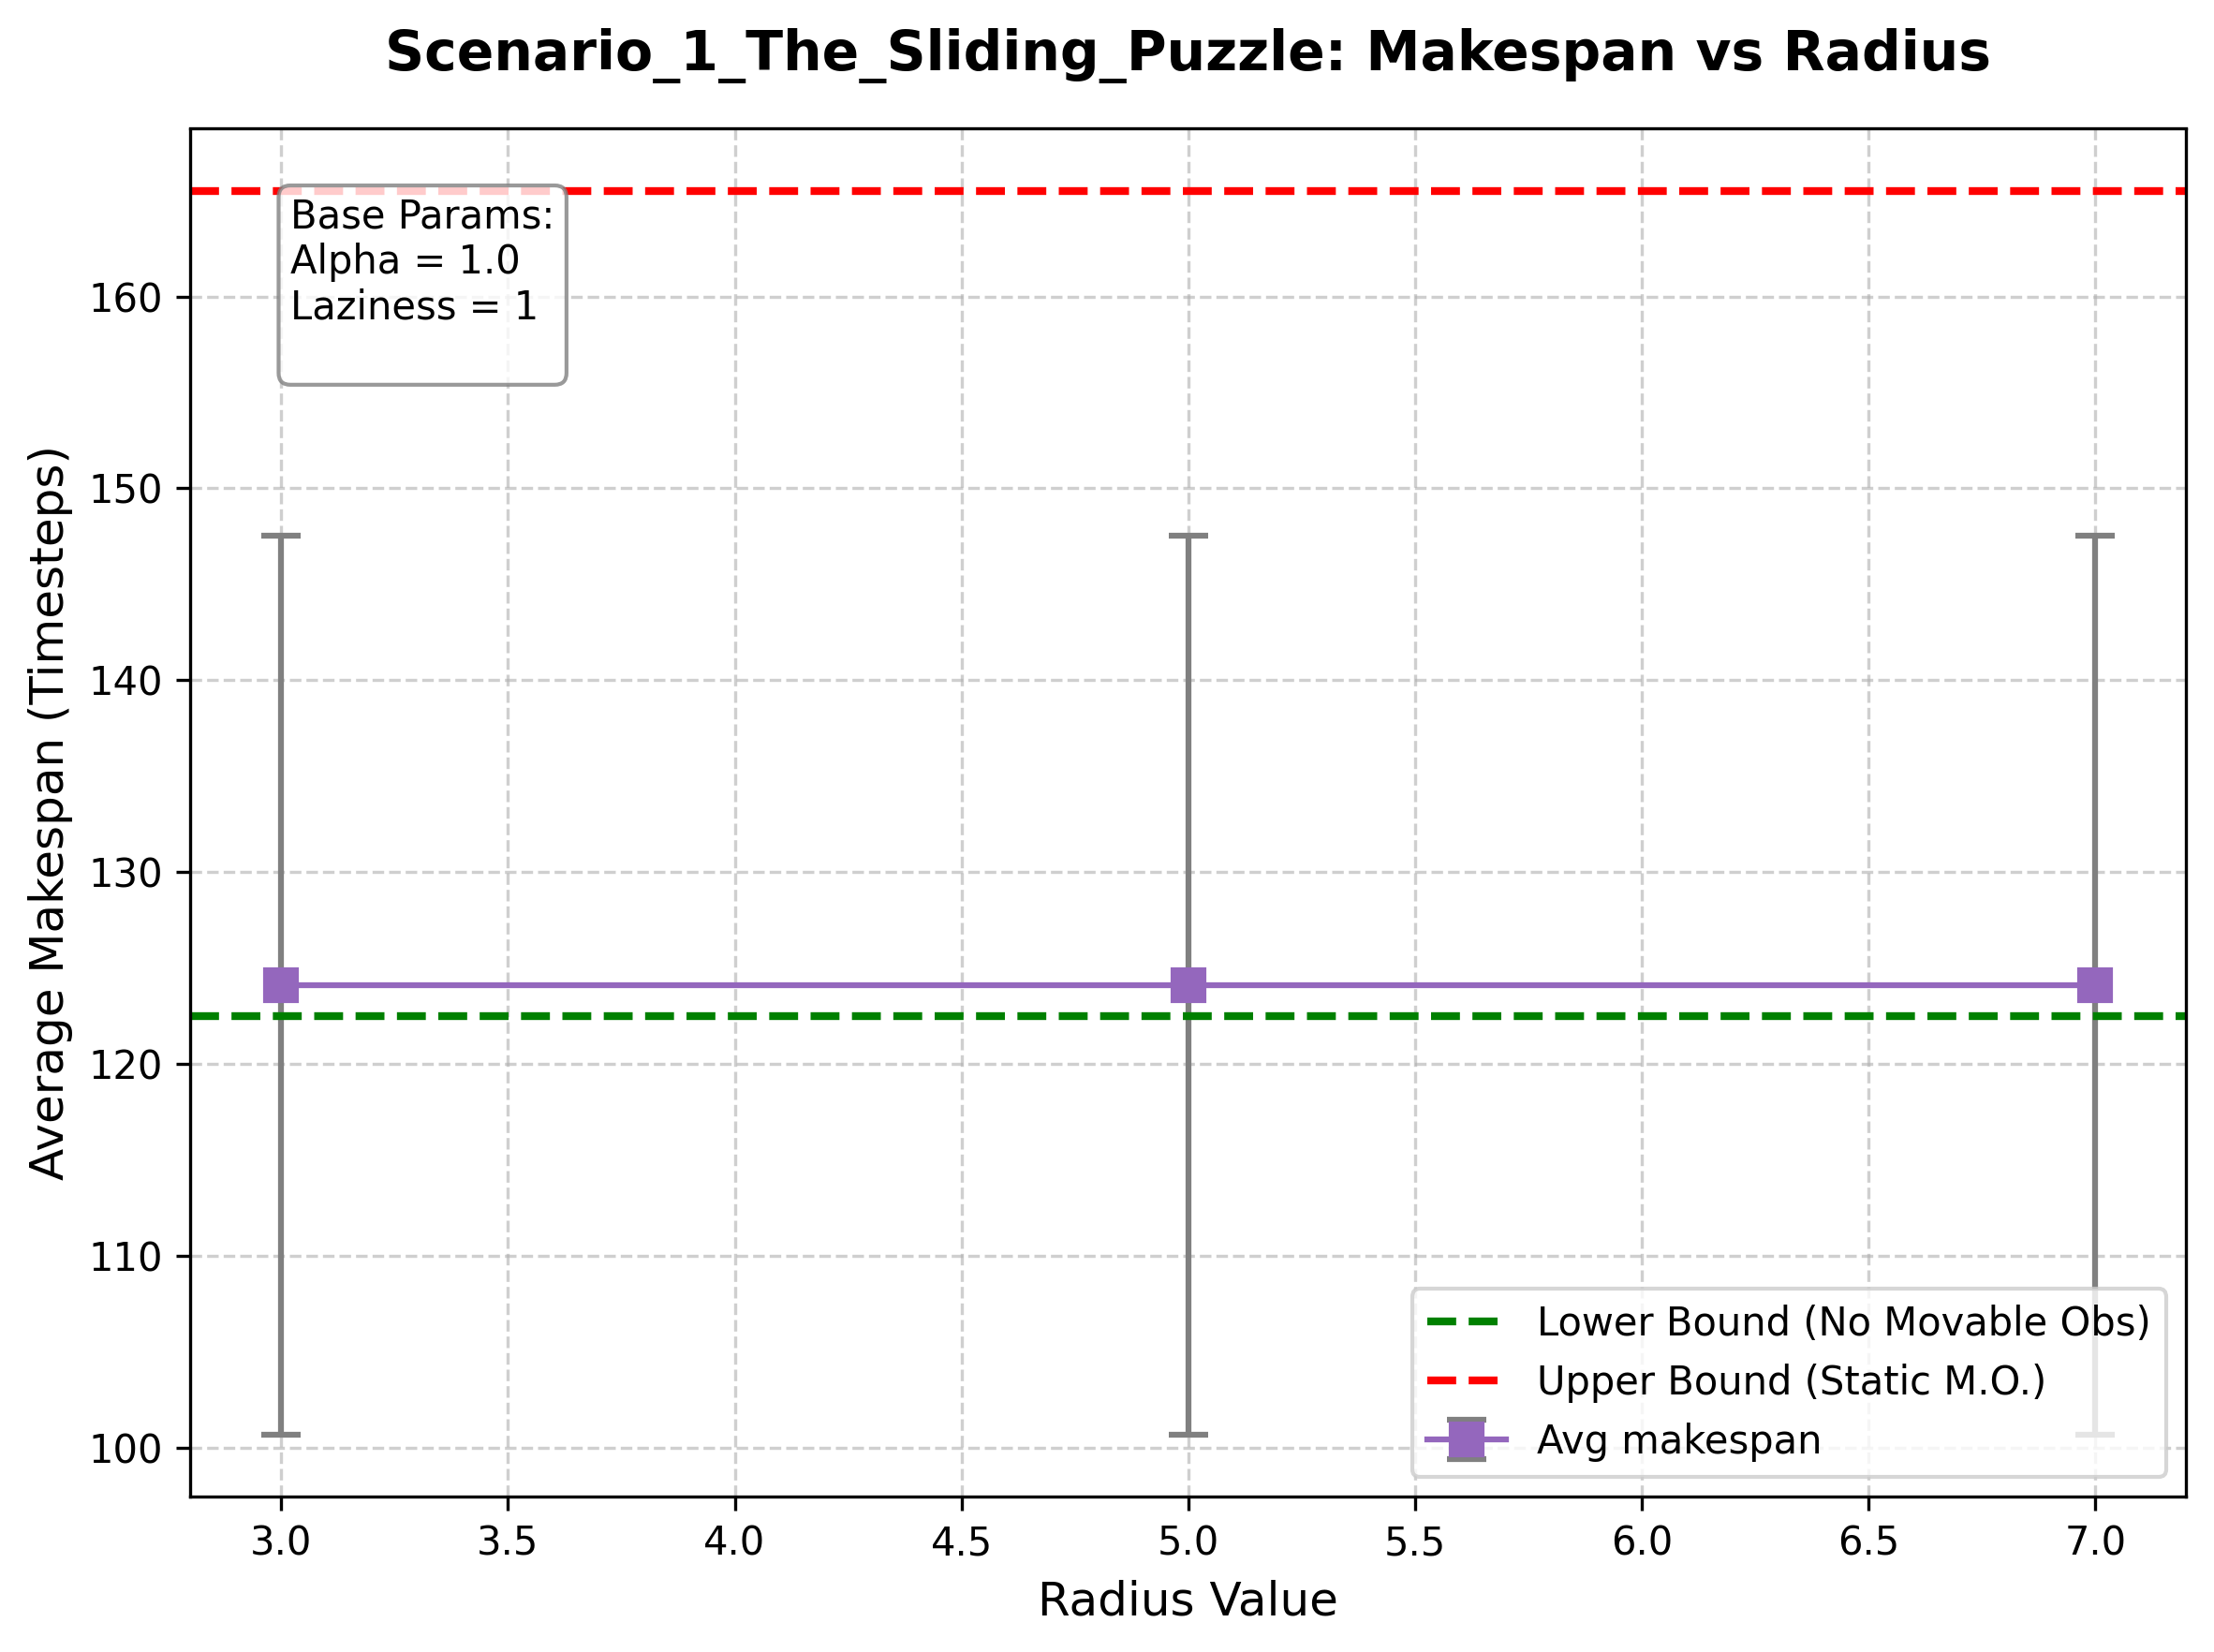 Scenario_1_The_Sliding_Puzzle: Makespan vs Radius
Base Params:
Alpha = 1.0
Laziness = 1
Average Makespan (Timesteps)
160
150
140
130
120
110
100
Lower Bound (No Movable Obs)
Upper Bound (Static M.O.)
Avg makespan
3.0 3.5 4.0 4.5 5.0 5.5 6.0 6.5 7.0
Radius Value